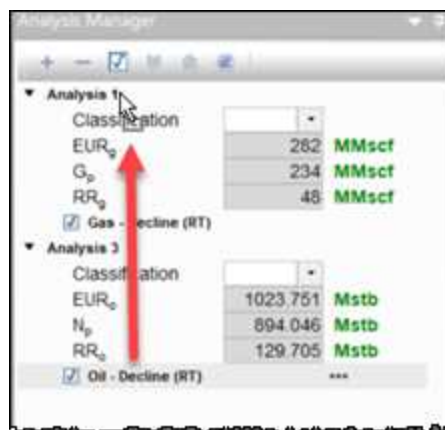 Analysis Manager
Analysis 1
Classification
EURg 282 MMscf
Gp 234 MMscf
RRg 48 MMscf
Gas - Decline (RT)
Analysis 3
Classification
EURo 1023.751 Mstb
Np 894.046 Mstb
RRo 129.705 Mstb
Oil - Decline (RT) •••